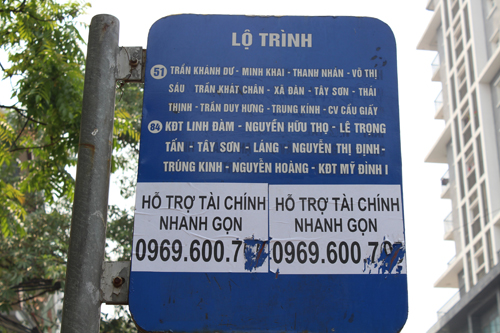 LỘ TRÌNH
51 TRẦN KHÁNH DƯ - MINH KHAI - THANH NHÀN - VÕ THỊ
SÁU TRẦN KHÁT CHÂN - XÃ ĐÀN - TÂY SƠN - THÁI
THỊNH - TRẦN DUY HƯNG - TRUNG KÍNH - CV CẦU GIẤY
84 KĐT LINH ĐÀM - NGUYỄN HỮU THỌ - LÊ TRỌNG
TẤN - TÂY SƠN - LÁNG - NGUYỄN THỊ ĐỊNH -
TRUNG KINH - NGUYỄN HOÀNG - KĐT MỸ ĐÌNH I
HỖ TRỢ TÀI CHÍNH
NHANH GỌN
0969.600.7
HỖ TRỢ TÀI CHÍNH
NHANH GỌN
0969.600.7